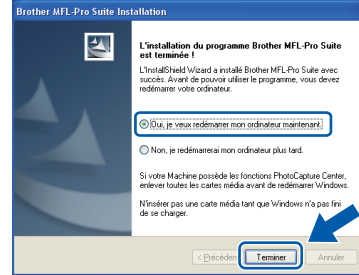 Brother MFL-Pro Suite Installation
L'installation du programme Brother MFL-Pro Suite
est terminée !
L'InstallShield Wizard a installé Brother MFL-Pro Suite avec
succès. Avant de pouvoir utiliser le programme, vous devez
redémarrer votre ordinateur.
Oui, je veux redémarrer mon ordinateur maintenant.
Non, je redémarrerai mon ordinateur plus tard.
Si votre Machine possède les fonctions PhotoCapture Center,
enlever toutes les cartes média avant de redémarrer Windows.
N'insérer pas une carte média tant que Windows n'a pas fini
de se charger.
< Précéden
Terminer
Annuler